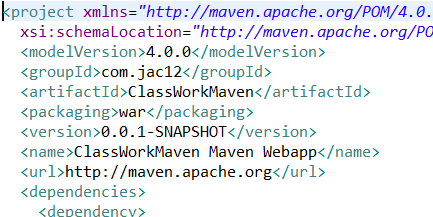 <project xmlns="http://maven.apache.org/POM/4.0.
xsi:schemaLocation="http://maven.apache.org/PO
<modelVersion>4.0.0</modelVersion>
<groupId>com.jac12</groupId>
<artifactId>ClassWorkMaven</artifactId>
<packaging>war</packaging>
<version>0.0.1-SNAPSHOT</version>
<name>ClassWorkMaven Maven Webapp</name>
<url>http://maven.apache.org</url>
<dependencies>
<dependency>